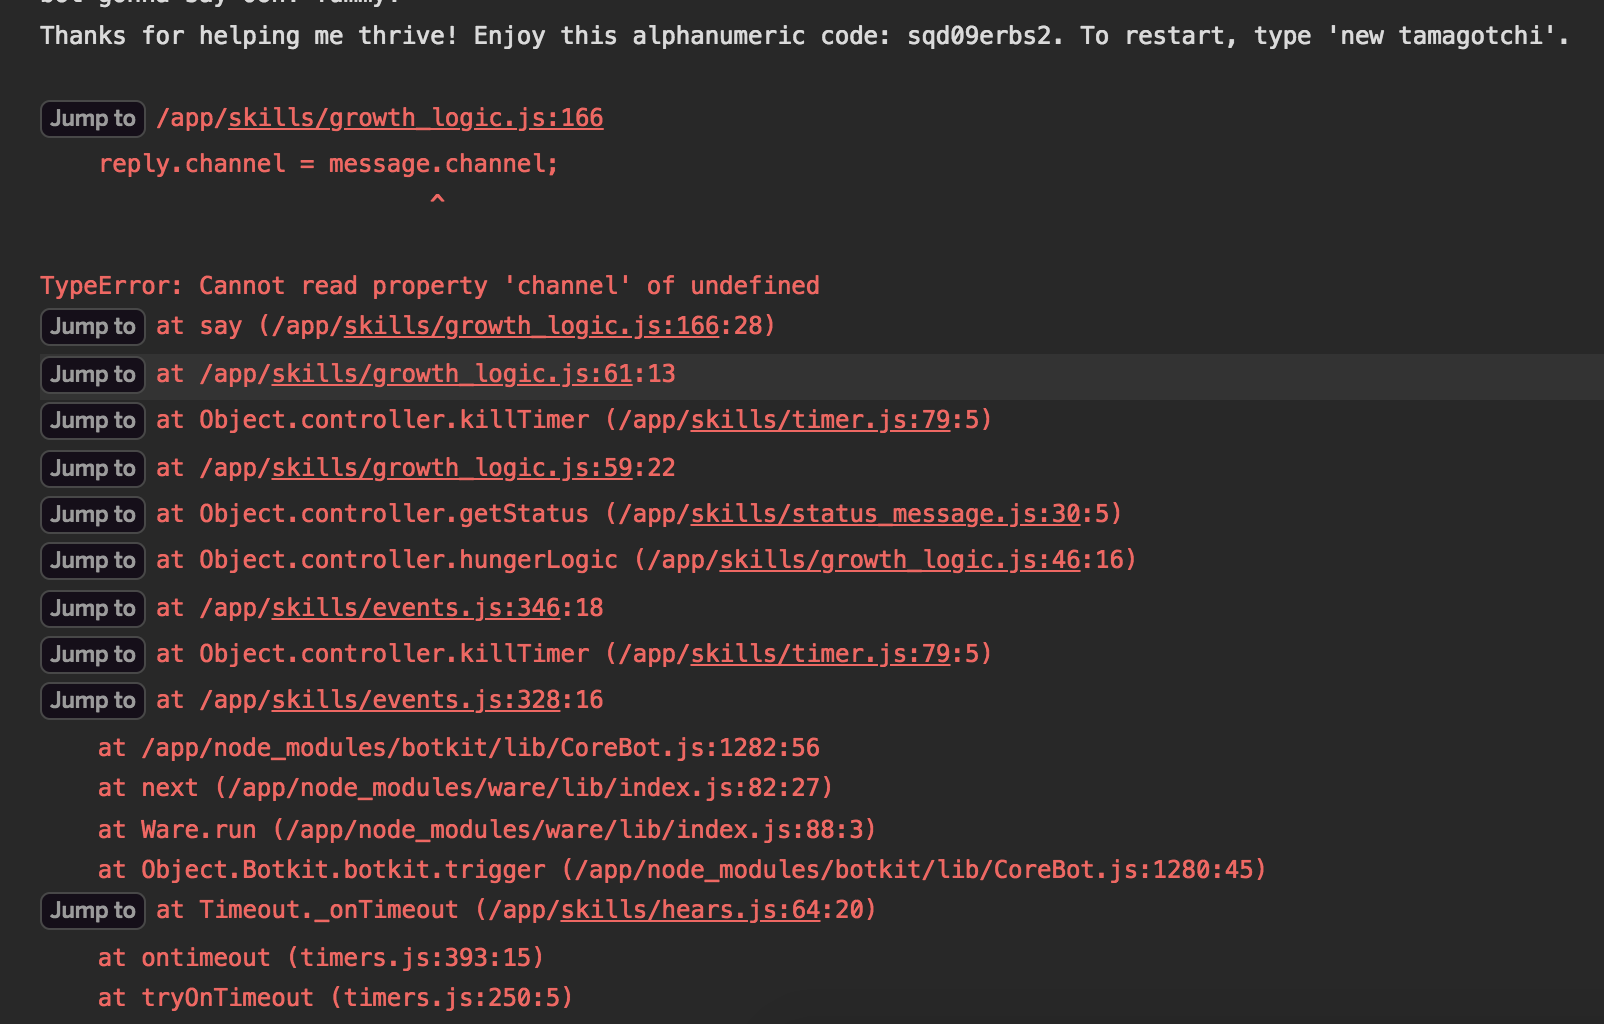 bot gonna say Ooh! Yummy!
Thanks for helping me thrive! Enjoy this alphanumeric code: sqd09erbs2. To restart, type 'new tamagotchi'.
Jump to /app/skills/growth_logic.js:166
reply.channel = message.channel;
^
TypeError: Cannot read property 'channel' of undefined
Jump to at say (/app/skills/growth_logic.js:166:28)
Jump to at /app/skills/growth_logic.js:61:13
Jump to at Object.controller.killTimer (/app/skills/timer.js:79:5)
Jump to at /app/skills/growth_logic.js:59:22
Jump to at Object.controller.getStatus (/app/skills/status_message.js:30:5)
Jump to at Object.controller.hungerLogic (/app/skills/growth_logic.js:46:16)
Jump to at /app/skills/events.js:346:18
Jump to at Object.controller.killTimer (/app/skills/timer.js:79:5)
Jump to at /app/skills/events.js:328:16
at /app/node_modules/botkit/lib/CoreBot.js:1282:56
at next (/app/node_modules/ware/lib/index.js:82:27)
at Ware.run (/app/node_modules/ware/lib/index.js:88:3)
at Object.Botkit.botkit.trigger (/app/node_modules/botkit/lib/CoreBot.js:1280:45)
Jump to at Timeout._onTimeout (/app/skills/hears.js:64:20)
at ontimeout (timers.js:393:15)
at tryOnTimeout (timers.js:250:5)